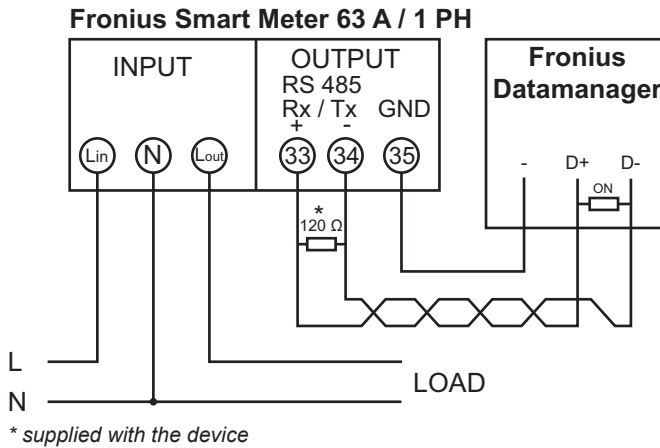 Fronius Smart Meter 63 A / 1 PH
INPUT
OUTPUT
RS 485
Rx / Tx GND
+ -
Lin N Lout 33 34 35
Fronius
Datamanager
- D+ D-
ON
*
120 Ω
L
N
LOAD
* supplied with the device